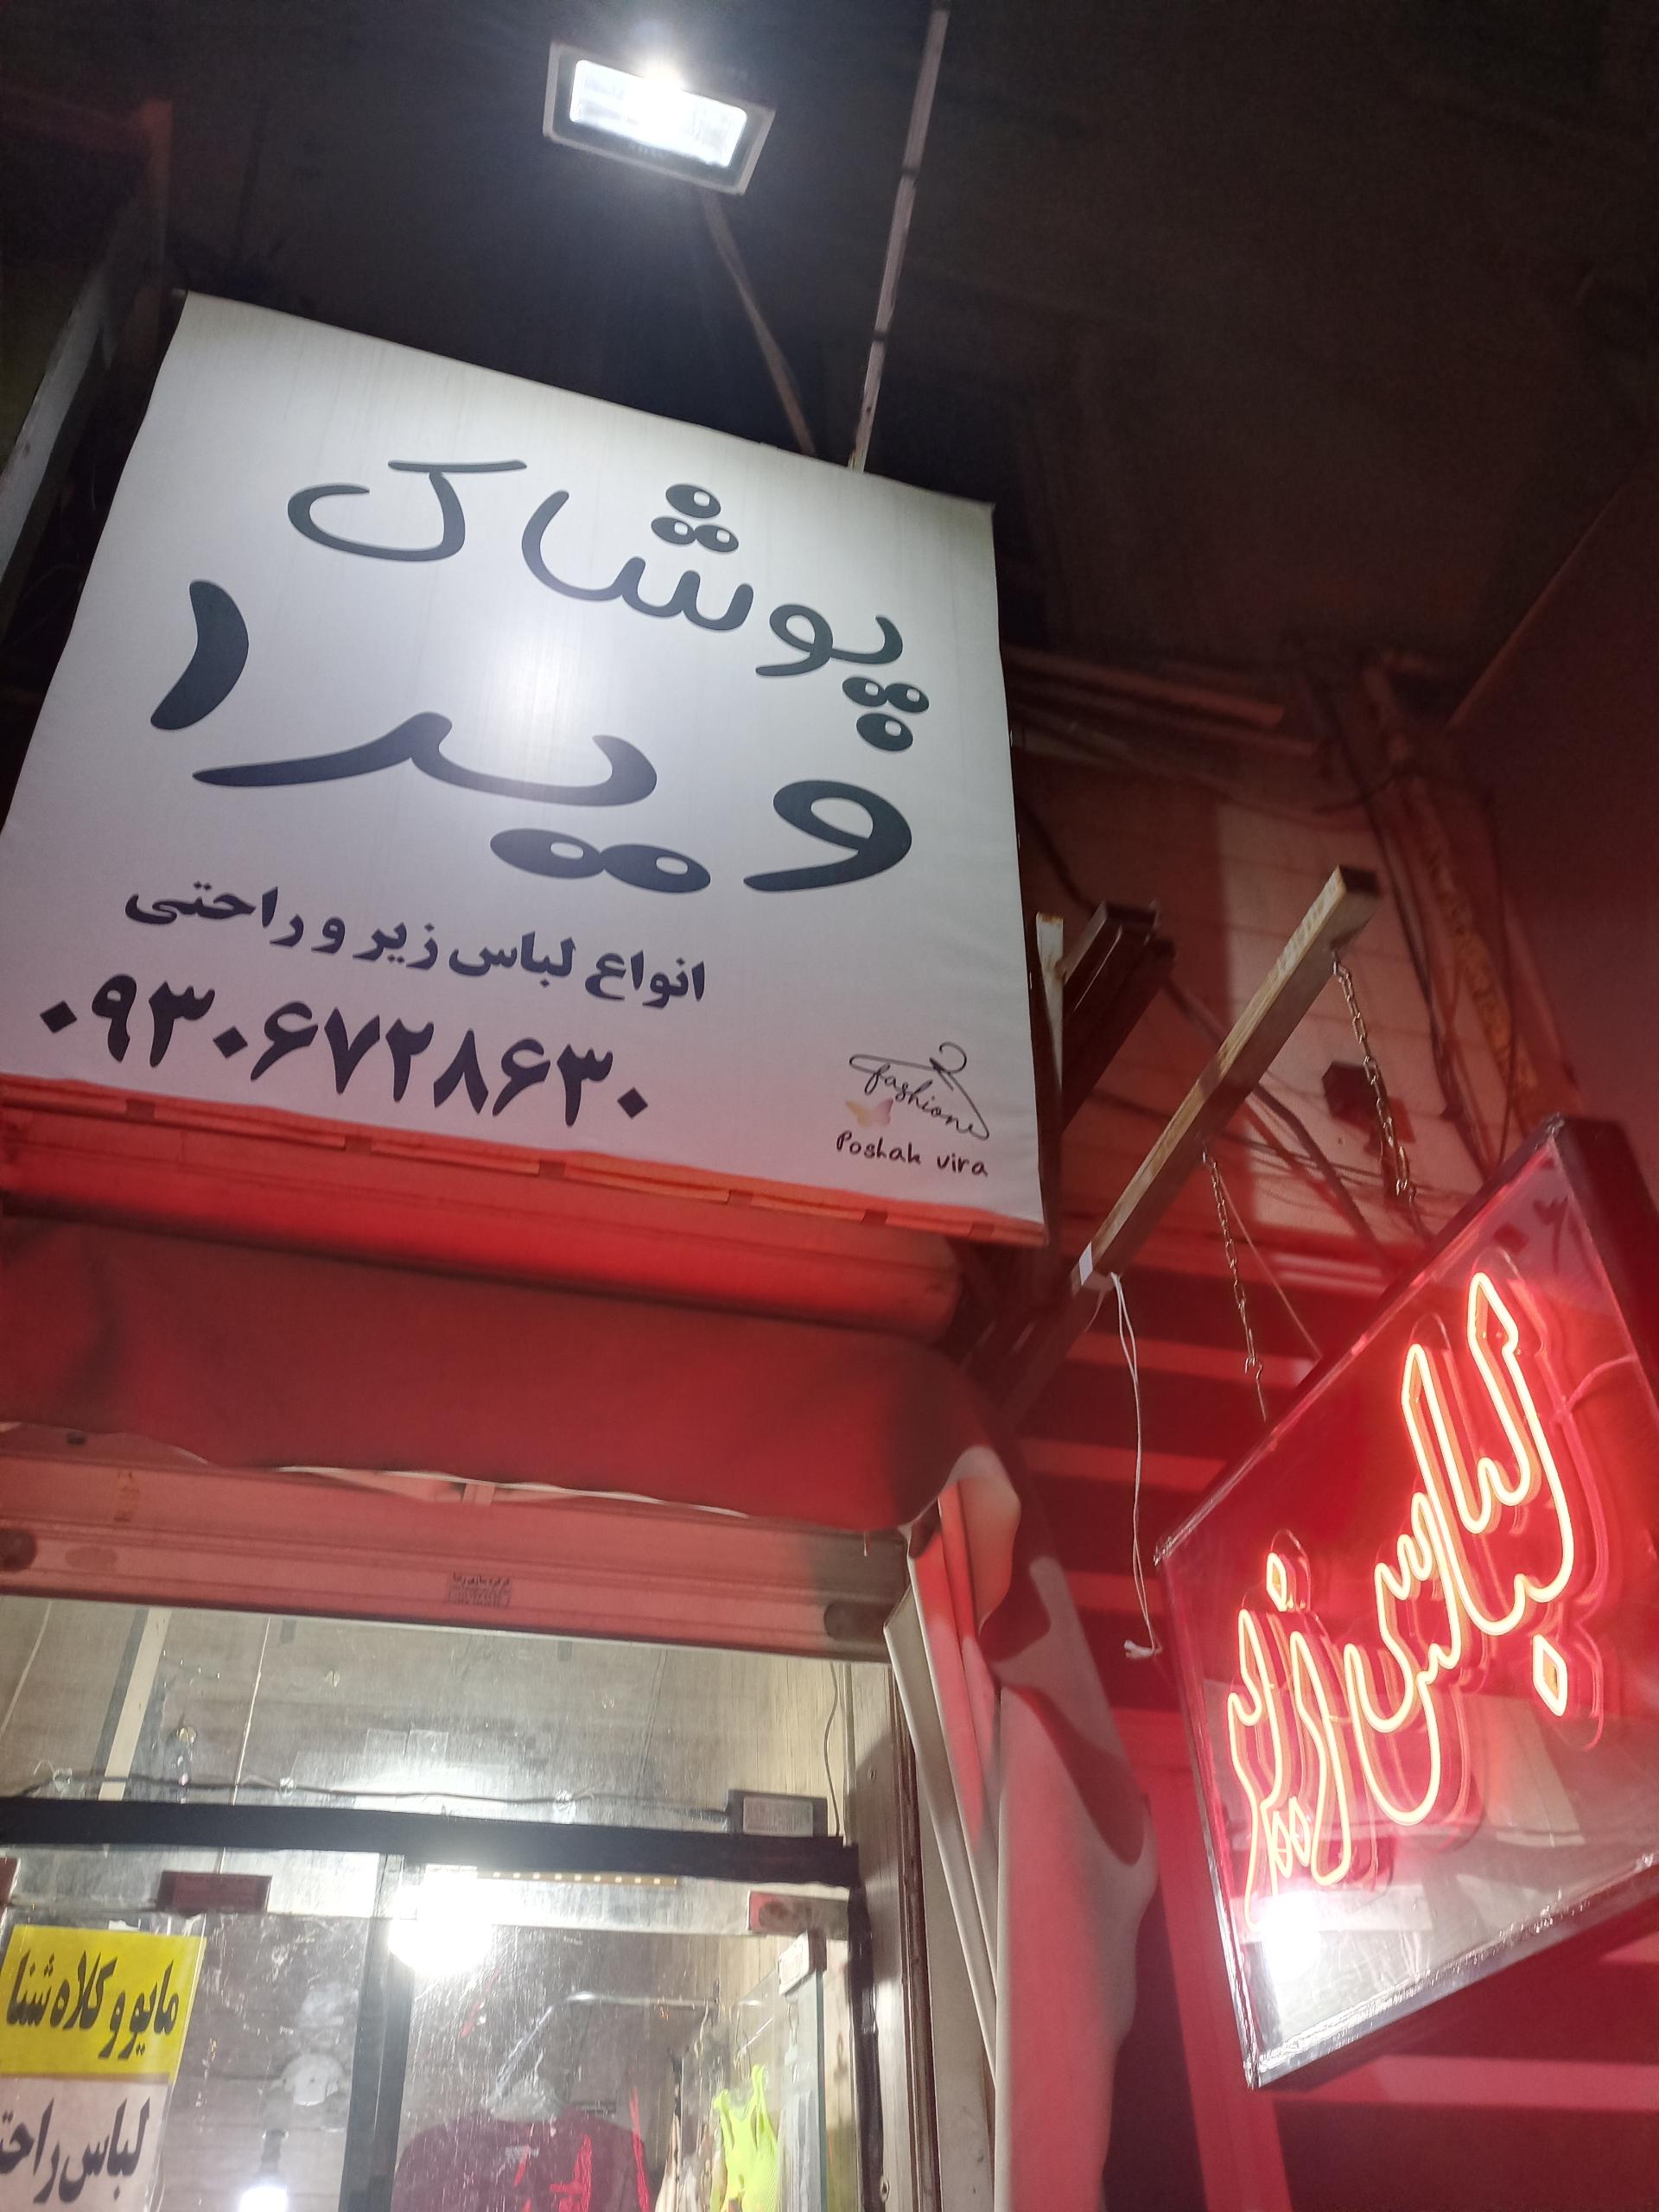 پوشاک
ویرا
انواع لباس زیر و راحتی
۰۹۳۰۶۷۲۸۶۳۰
fashion
Poshak vira
لباس زیر
مایو و کلاه شنا
لباس راحت